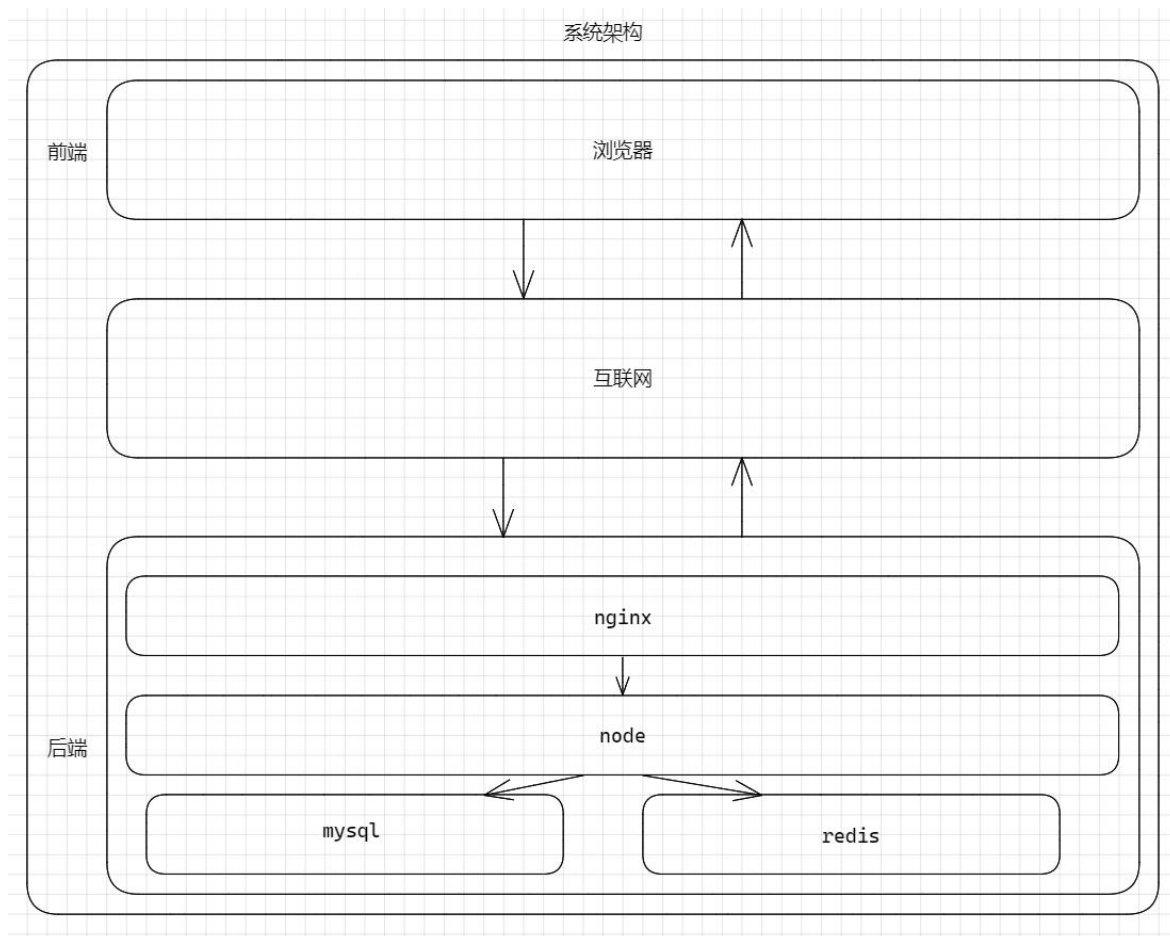 系统架构
前端
浏览器
互联网
nginx
node
后端
mysql
redis